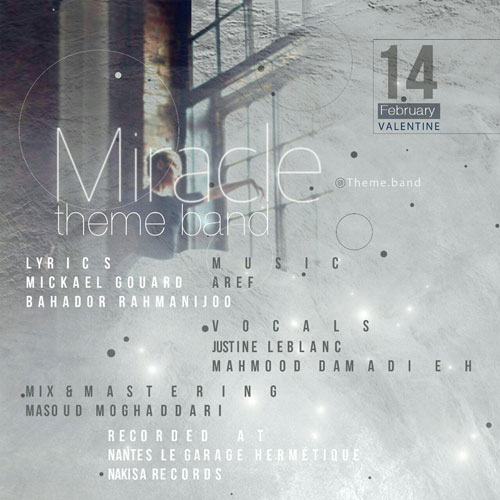 14
February
VALENTINE
Miracle
@Theme.band
theme band
LYRICS
MICKAEL GOUARD
BAHADOR RAHMANIJOO
MUSIC
AREF
VOCALS
JUSTINE LEBLANC
MAHMOOD DAMADIEH
MIX & MASTERING
MASOUD MOGHADDARI
RECORDED AT
NANTES LE GARAGE HERMÉTIQUE
NAKISA RECORDS